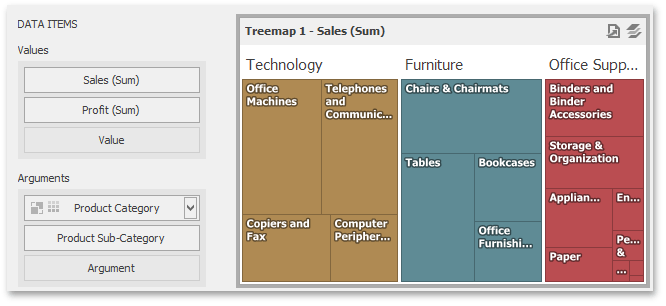 DATA ITEMS
Values
Sales (Sum)
Profit (Sum)
Value
Arguments
Product Category
Product Sub-Category
Argument
Treemap 1 - Sales (Sum)
Technology
Office
Machines
Telephones
and
Communic...
Copiers and
Fax
Computer
Peripher...
Furniture
Chairs & Chairmats
Tables
Bookcases
Office
Furnishi...
Office Supp...
Binders and
Binder
Accessories
Storage &
Organization
Applian...
En...
Pe...
&
...
Paper